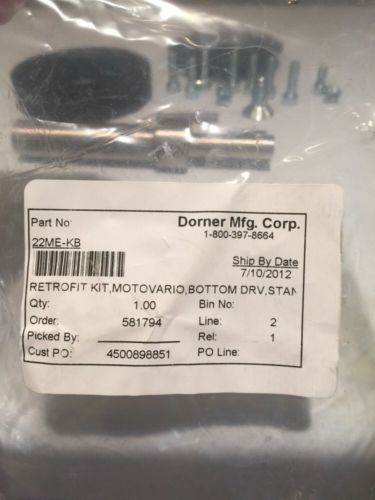 Part No:
Dorner Mfg. Corp.
1-800-397-8664
22ME-KB
Ship By Date
7/10/2012
RETROFIT KIT,MOTOVARIO,BOTTOM DRV,STAN
Qty: 1.00 Bin No:
Order: 581794 Line: 2
Picked By: Rel: 1
Cust PO: 4500898851 PO Line: